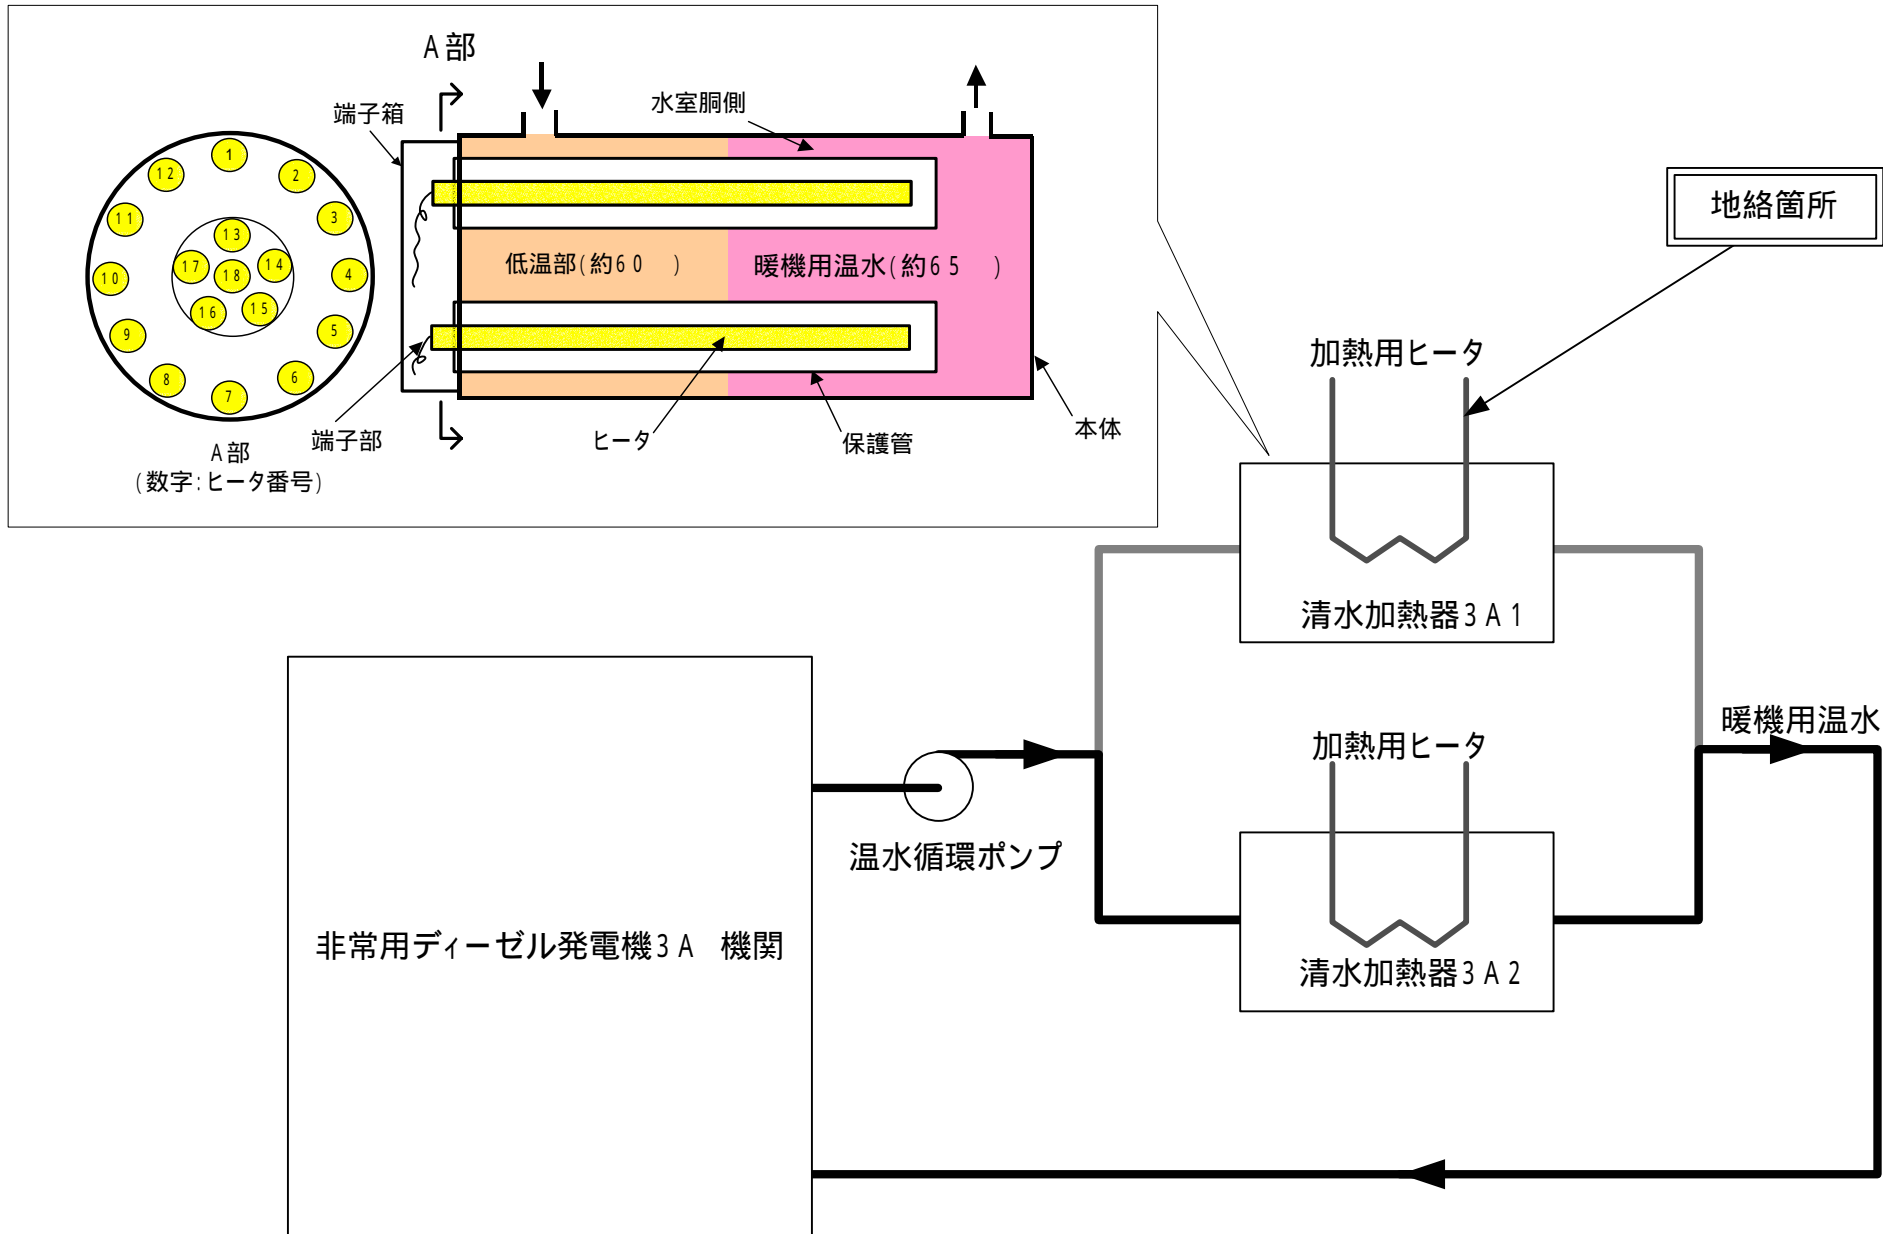 A部
端子箱
水室胴側
1
2
3
4
5
6
7
8
9
10
11
12
13
14
15
16
17
18
低温部(約60　)
暖機用温水(約65　)
A部
(数字:ヒータ番号)
端子部
ヒータ
保護管
本体
地絡箇所
加熱用ヒータ
清水加熱器3A1
暖機用温水
加熱用ヒータ
清水加熱器3A2
温水循環ポンプ
非常用ディーゼル発電機3A　機関